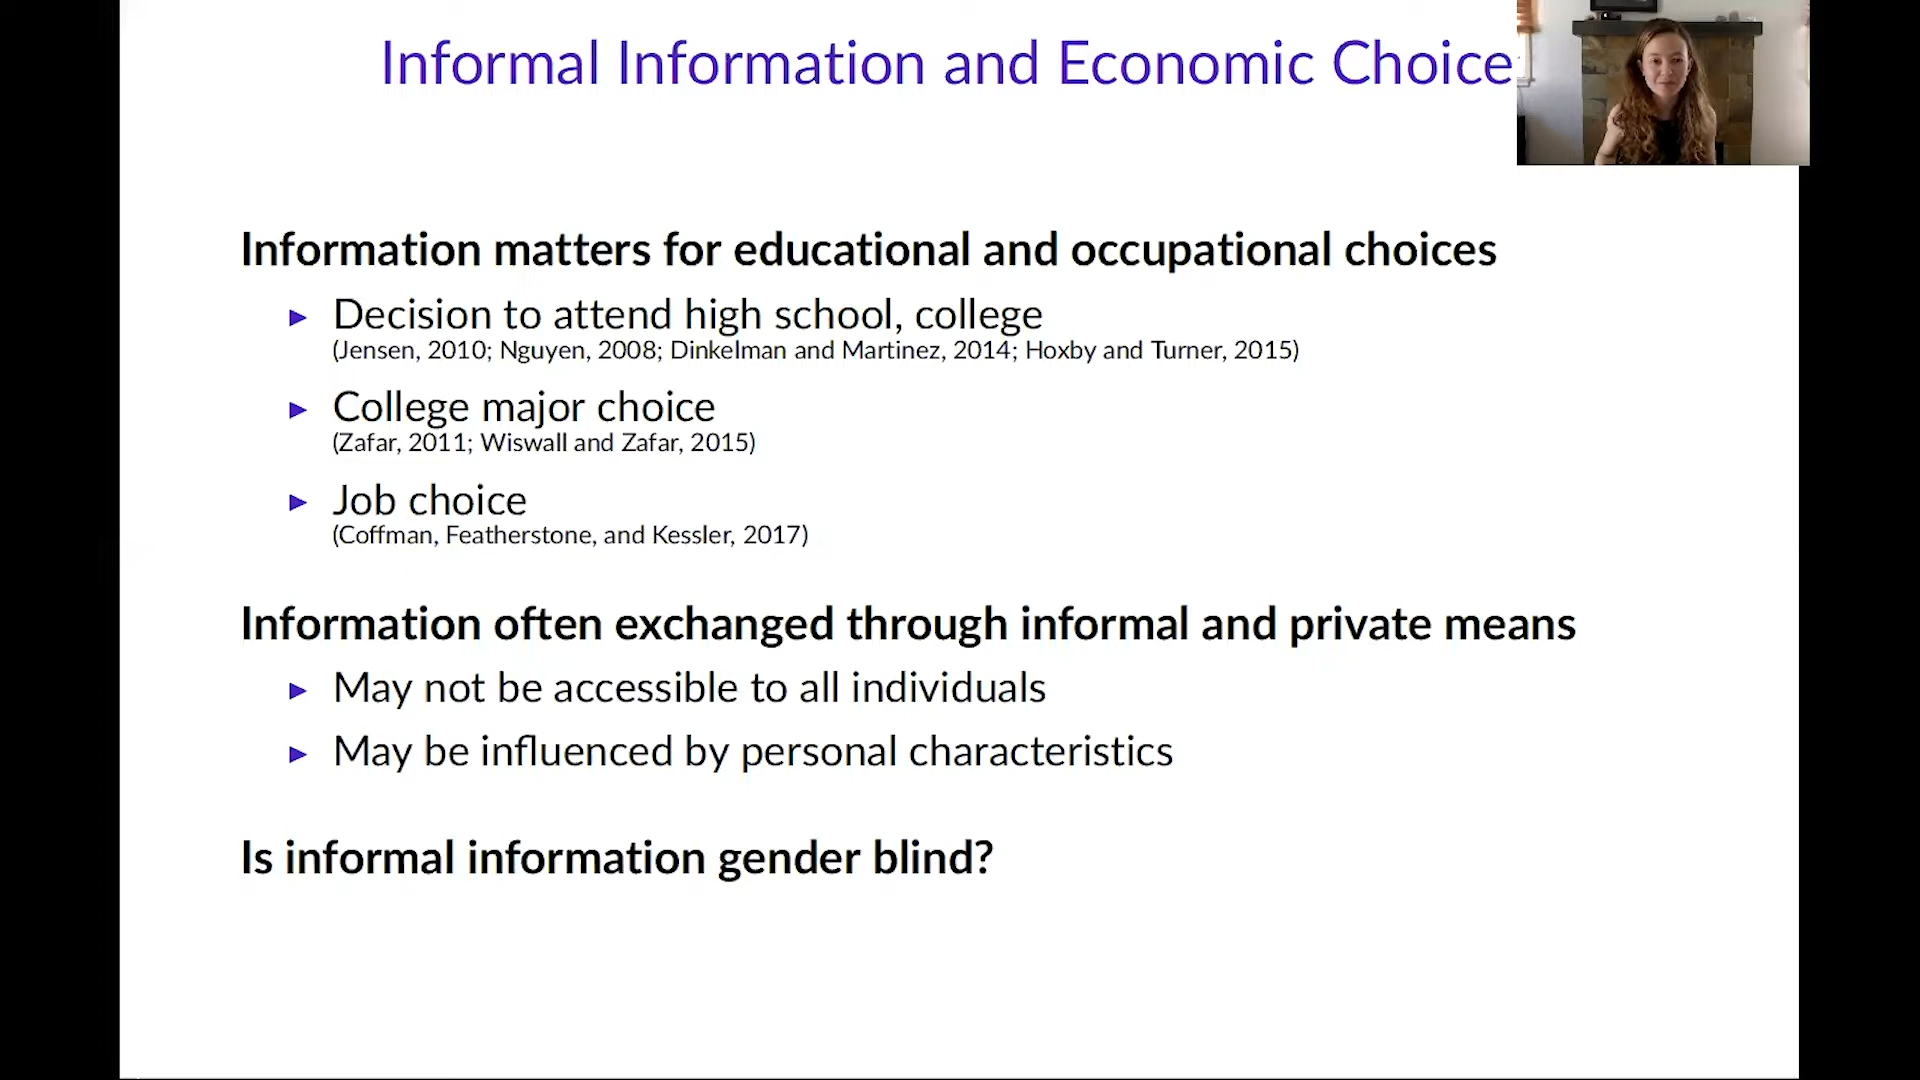 Informal Information and Economic Choice
Information matters for educational and occupational choices
Decision to attend high school, college
(Jensen, 2010; Nguyen, 2008; Dinkelman and Martinez, 2014; Hoxby and Turner, 2015)
College major choice
(Zafar, 2011; Wiswall and Zafar, 2015)
Job choice
(Coffman, Featherstone, and Kessler, 2017)
Information often exchanged through informal and private means
May not be accessible to all individuals
May be influenced by personal characteristics
Is informal information gender blind?